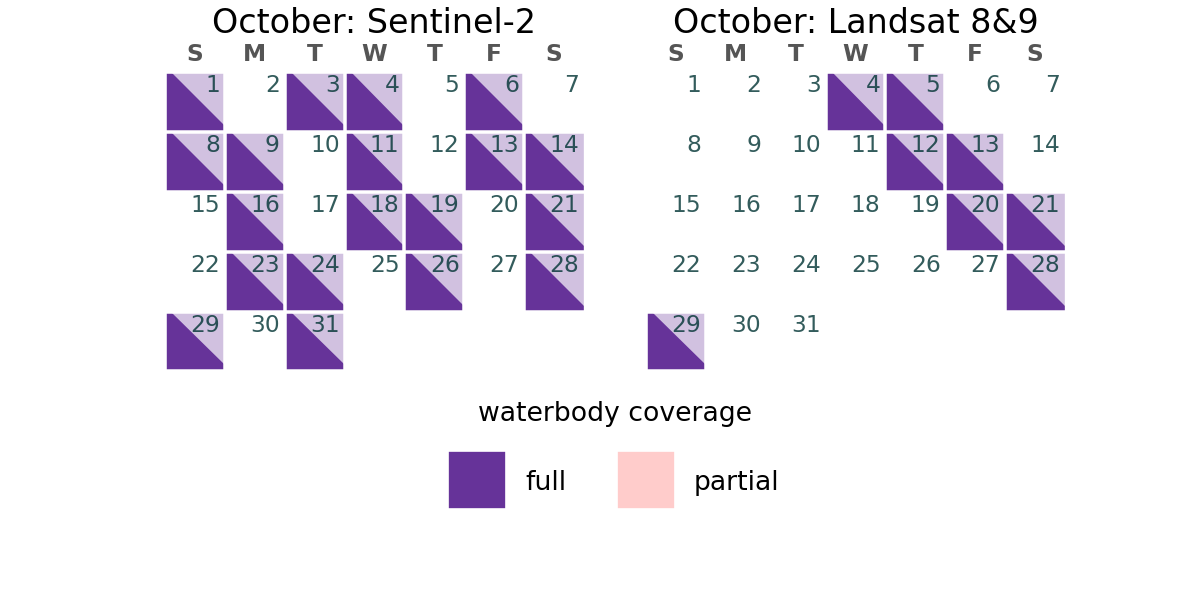 October: Sentinel-2
S M T W T F S
1 2 3 4 5 6 7
8 9 10 11 12 13 14
15 16 17 18 19 20 21
22 23 24 25 26 27 28
29 30 31
October: Landsat 8&9
S M T W T F S
1 2 3 4 5 6 7
8 9 10 11 12 13 14
15 16 17 18 19 20 21
22 23 24 25 26 27 28
29 30 31
waterbody coverage
full partial